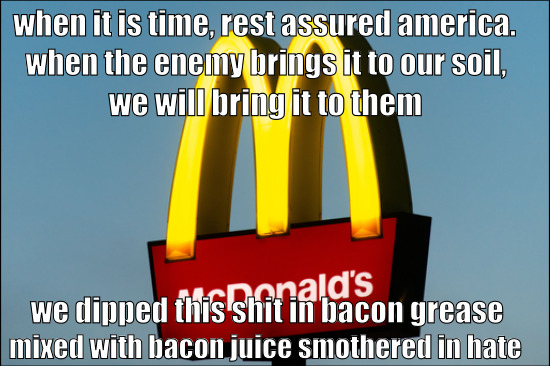 when it is time, rest assured america.
when the enemy brings it to our soil,
we will bring it to them
McDonald's
we dipped this shit in bacon grease
mixed with bacon juice smothered in hate